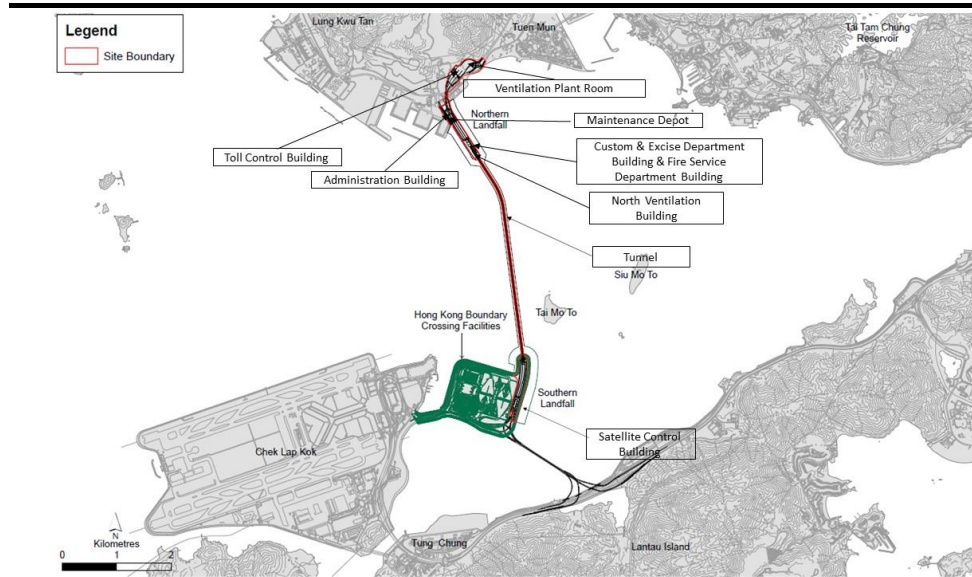 Legend
Site Boundary
Lung Kwu Tan
Tuen Mun
Tai Tam Chung
Reservoir
Ventilation Plant Room
Northern
Landfall
Maintenance Depot
Toll Control Building
Custom & Excise Department
Building & Fire Service
Department Building
Administration Building
North Ventilation
Building
Tunnel
Siu Mo To
Tai Mo To
Hong Kong Boundary
Crossing Facilities
Southern
Landfall
Satellite Control
Building
Chek Lap Kok
N
Kilometres
0 1 2
Tung Chung
Lantau Island